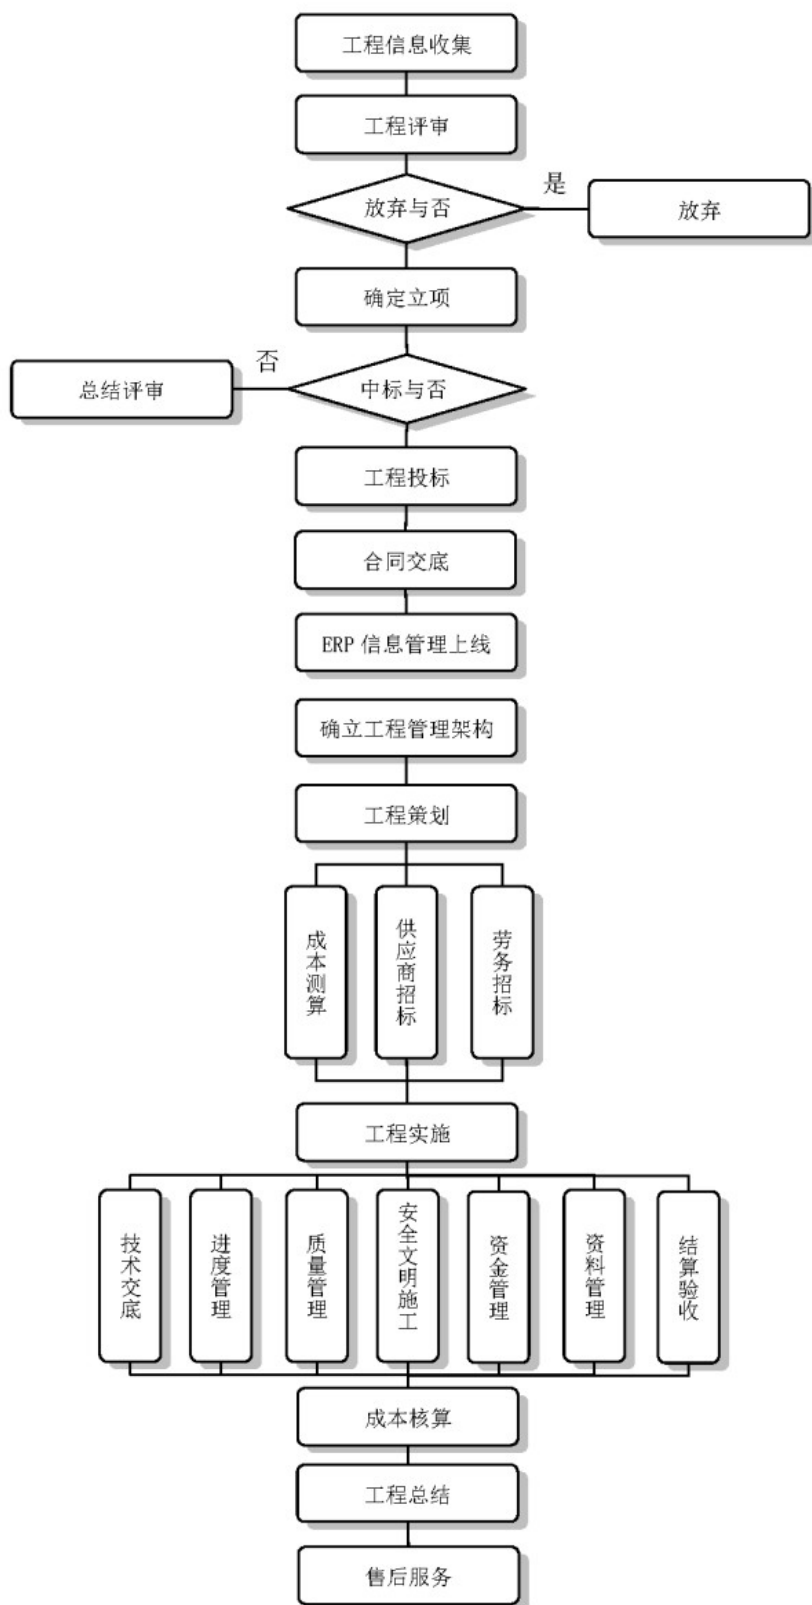 工程信息收集
工程评审
放弃与否
是
放弃
确定立项
否
总结评审
中标与否
工程投标
合同交底
ERP 信息管理上线
确立工程管理架构
工程策划
成本测算
供应商招标
劳务招标
工程实施
技术交底
进度管理
质量管理
安全文明施工
资金管理
资料管理
结算验收
成本核算
工程总结
售后服务